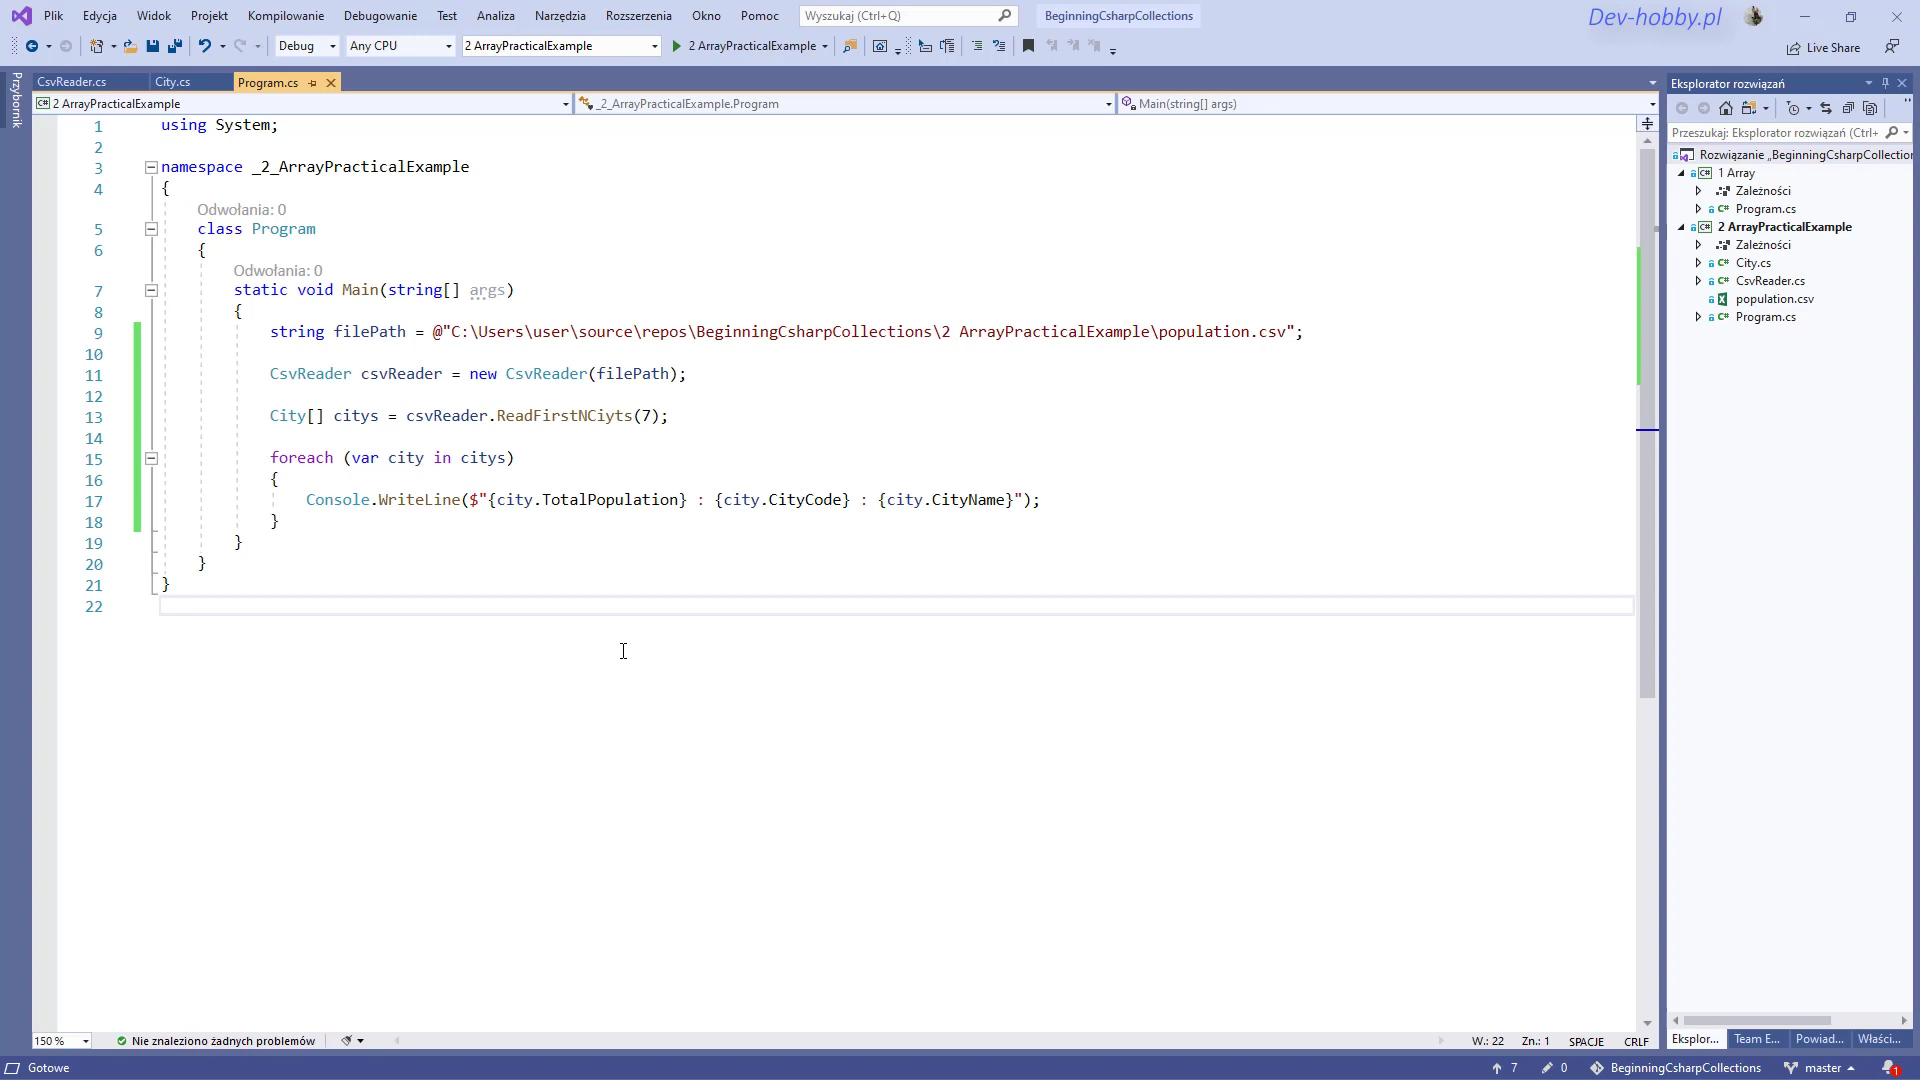 Plik Edycja Widok Projekt Kompilowanie Debugowanie Test Analiza Narzędzia Rozszerzenia Okno Pomoc Wyszukaj (Ctrl+Q) BeginningCsharpCollections Dev-hobby.pl
Debug Any CPU 2 ArrayPracticalExample 2 ArrayPracticalExample Live Share
Przybornik
CsvReader.cs City.cs Program.cs
2 ArrayPracticalExample _2_ArrayPracticalExample.Program Main(string[] args)
1 using System;
2
3 namespace _2_ArrayPracticalExample
4 {
Odwołania: 0
5 class Program
6 {
Odwołania: 0
7 static void Main(string[] args)
8 {
9 string filePath = @"C:\Users\user\source\repos\BeginningCsharpCollections\2 ArrayPracticalExample\population.csv";
10
11 CsvReader csvReader = new CsvReader(filePath);
12
13 City[] citys = csvReader.ReadFirstNCiyts(7);
14
15 foreach (var city in citys)
16 {
17 Console.WriteLine($"{city.TotalPopulation} : {city.CityCode} : {city.CityName}");
18 }
19 }
20 }
21 }
22
Eksplorator rozwiązań
Przeszukaj: Eksplorator rozwiązań (Ctrl+
Rozwiązanie „BeginningCsharpCollection
1 Array
Zależności
Program.cs
2 ArrayPracticalExample
Zależności
City.cs
CsvReader.cs
population.csv
Program.cs
150 % Nie znaleziono żadnych problemów W.: 22 Zn.: 1 SPACJE CRLF
Eksplor... Team E... Powiad... Właści...
Gotowe 7 0 BeginningCsharpCollections master 1